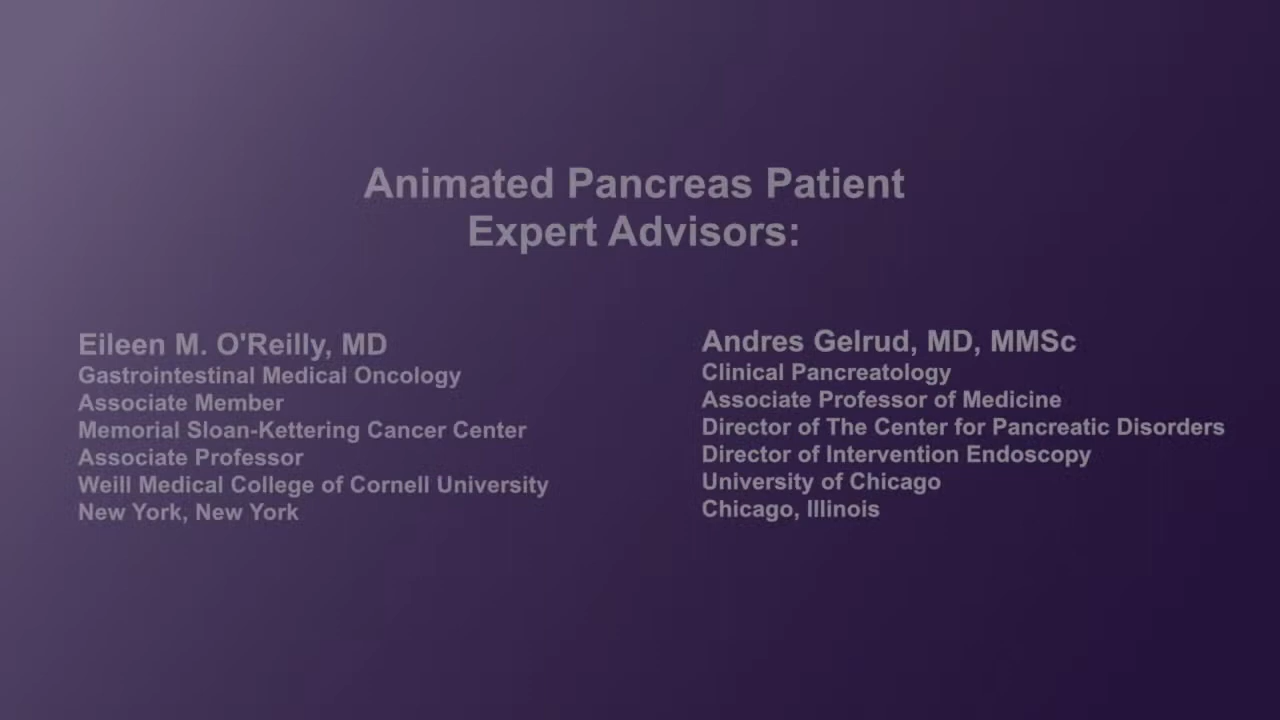 Animated Pancreas Patient
Expert Advisors:
Eileen M. O'Reilly, MD
Gastrointestinal Medical Oncology
Associate Member
Memorial Sloan-Kettering Cancer Center
Associate Professor
Weill Medical College of Cornell University
New York, New York
Andres Gelrud, MD, MMSc
Clinical Pancreatology
Associate Professor of Medicine
Director of The Center for Pancreatic Disorders
Director of Intervention Endoscopy
University of Chicago
Chicago, Illinois